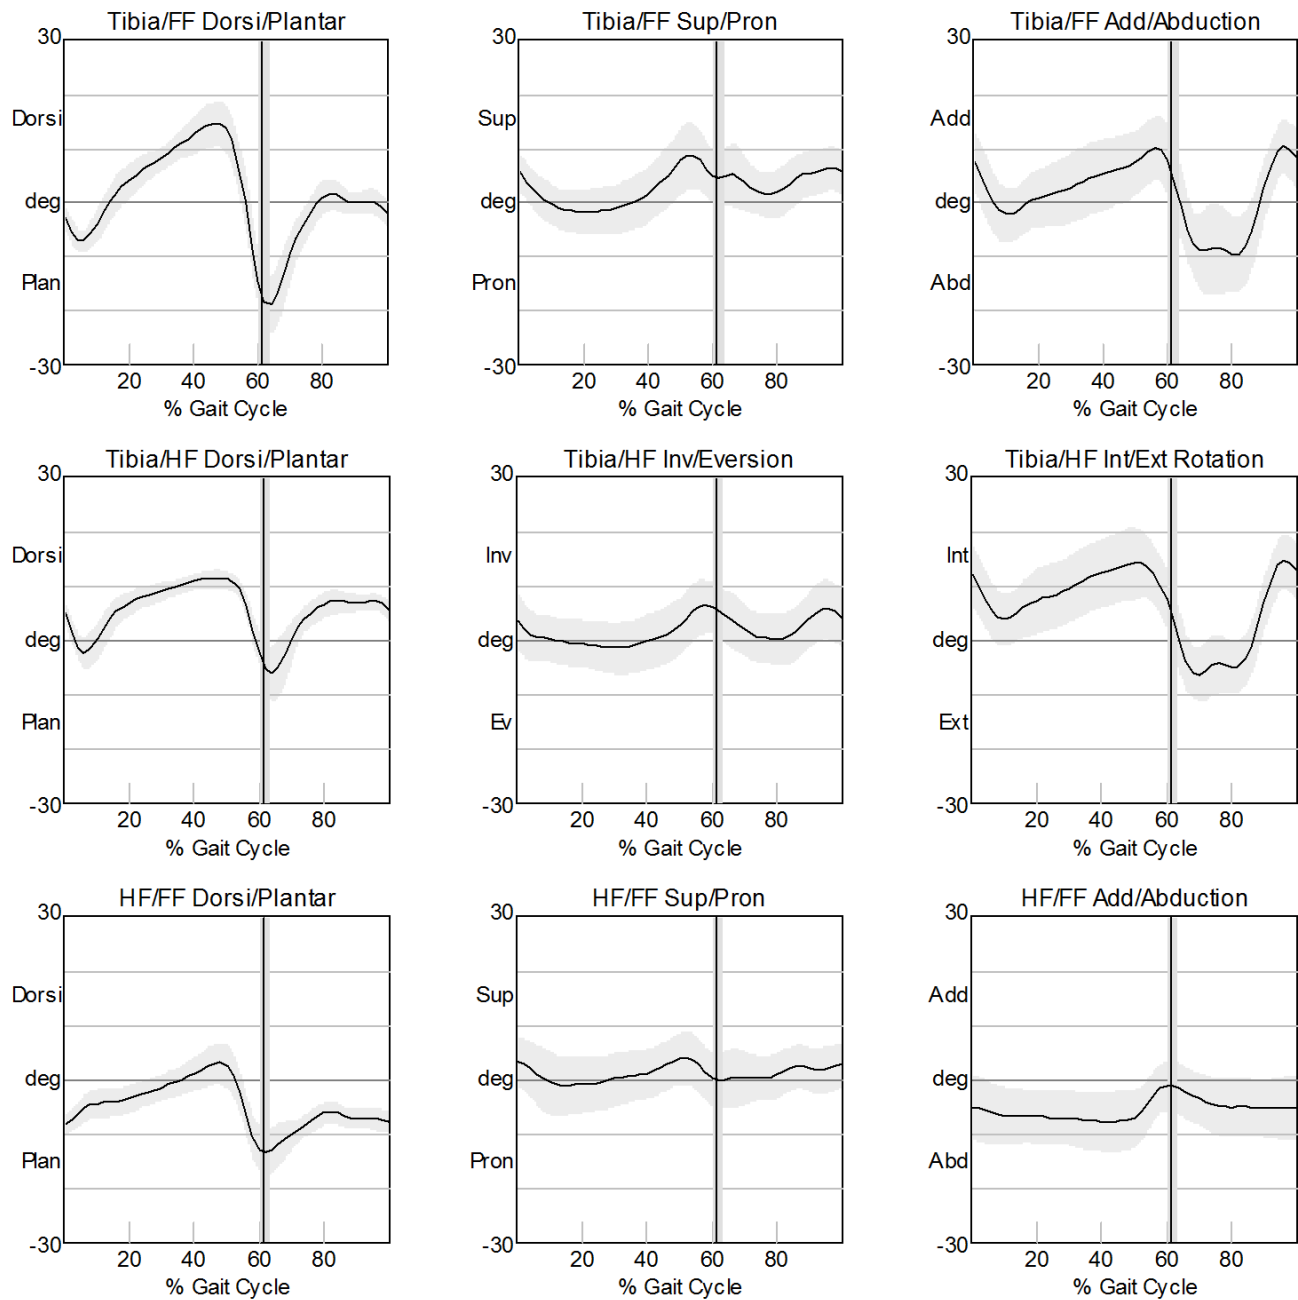 Tibia/FF Dorsi/Plantar
30
Dorsi
deg
Plan
-30
20 40 60 80
% Gait Cycle
Tibia/FF Sup/Pron
30
Sup
deg
Pron
-30
20 40 60 80
% Gait Cycle
Tibia/FF Add/Abduction
30
Add
deg
Abd
-30
20 40 60 80
% Gait Cycle
Tibia/HF Dorsi/Plantar
30
Dorsi
deg
Plan
-30
20 40 60 80
% Gait Cycle
Tibia/HF Inv/Eversion
30
Inv
deg
Ev
-30
20 40 60 80
% Gait Cycle
Tibia/HF Int/Ext Rotation
30
Int
deg
Ext
-30
20 40 60 80
% Gait Cycle
HF/FF Dorsi/Plantar
30
Dorsi
deg
Plan
-30
20 40 60 80
% Gait Cycle
HF/FF Sup/Pron
30
Sup
deg
Pron
-30
20 40 60 80
% Gait Cycle
HF/FF Add/Abduction
30
Add
deg
Abd
-30
20 40 60 80
% Gait Cycle